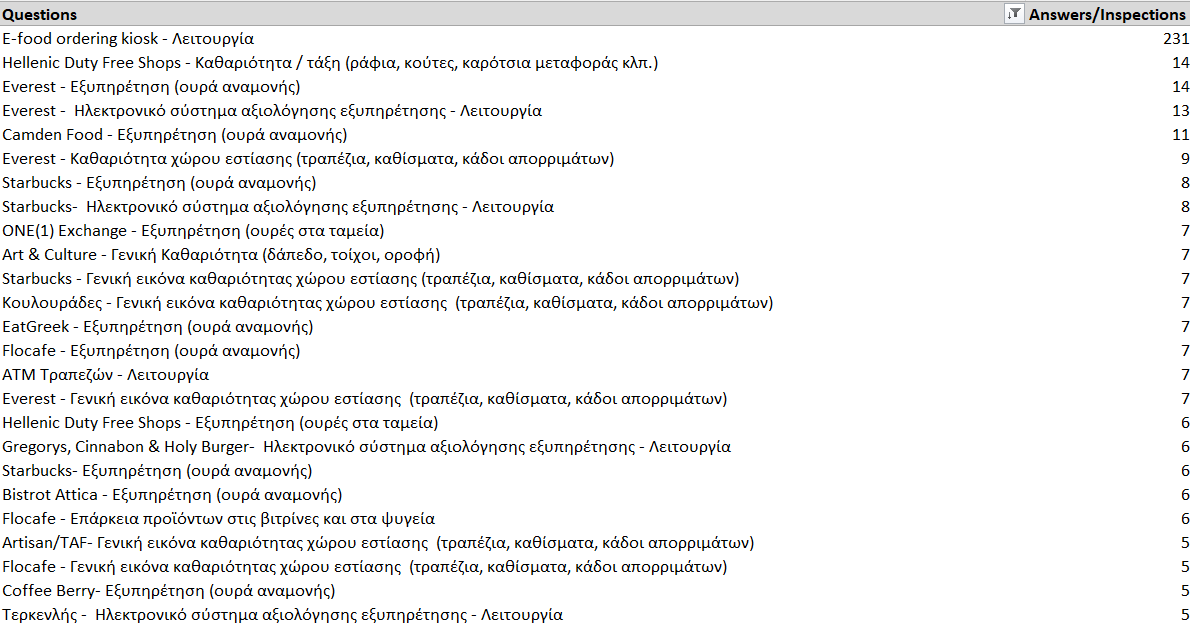 Questions Answers/Inspections
E-food ordering kiosk - Λειτουργία 231
Hellenic Duty Free Shops - Καθαριότητα / τάξη (ράφια, κούτες, καρότσια μεταφοράς κλπ.) 14
Everest - Εξυπηρέτηση (ουρά αναμονής) 14
Everest -  Ηλεκτρονικό σύστημα αξιολόγησης εξυπηρέτησης - Λειτουργία 13
Camden Food - Εξυπηρέτηση (ουρά αναμονής) 11
Everest - Καθαριότητα χώρου εστίασης (τραπέζια, καθίσματα, κάδοι απορριμάτων) 9
Starbucks - Εξυπηρέτηση (ουρά αναμονής) 8
Starbucks-  Ηλεκτρονικό σύστημα αξιολόγησης εξυπηρέτησης - Λειτουργία 8
ONE(1) Exchange - Εξυπηρέτηση (ουρές στα ταμεία) 7
Art & Culture - Γενική Καθαριότητα (δάπεδο, τοίχοι, οροφή) 7
Starbucks - Γενική εικόνα καθαριότητας χώρου εστίασης (τραπέζια, καθίσματα, κάδοι απορριμάτων) 7
Κουλουράδες - Γενική εικόνα καθαριότητας χώρου εστίασης  (τραπέζια, καθίσματα, κάδοι απορριμάτων) 7
EatGreek - Εξυπηρέτηση (ουρά αναμονής) 7
Flocafe - Εξυπηρέτηση (ουρά αναμονής) 7
ATM Τραπεζών - Λειτουργία 7
Everest - Γενική εικόνα καθαριότητας χώρου εστίασης  (τραπέζια, καθίσματα, κάδοι απορριμάτων) 7
Hellenic Duty Free Shops - Εξυπηρέτηση (ουρές στα ταμεία) 6
Gregorys, Cinnabon & Holy Burger-  Ηλεκτρονικό σύστημα αξιολόγησης εξυπηρέτησης - Λειτουργία 6
Starbucks- Εξυπηρέτηση (ουρά αναμονής) 6
Bistrot Attica - Εξυπηρέτηση (ουρά αναμονής) 6
Flocafe - Επάρκεια προϊόντων στις βιτρίνες και στα ψυγεία 6
Artisan/TAF- Γενική εικόνα καθαριότητας χώρου εστίασης  (τραπέζια, καθίσματα, κάδοι απορριμάτων) 5
Flocafe - Γενική εικόνα καθαριότητας χώρου εστίασης  (τραπέζια, καθίσματα, κάδοι απορριμάτων) 5
Coffee Berry- Εξυπηρέτηση (ουρά αναμονής) 5
Τερκενλής -  Ηλεκτρονικό σύστημα αξιολόγησης εξυπηρέτησης - Λειτουργία 5